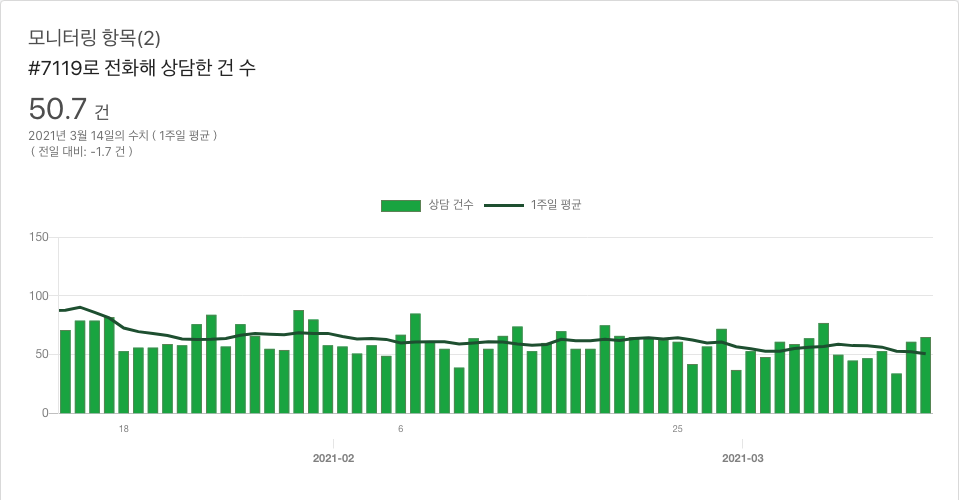 모니터링 항목(2)
#7119로 전화해 상담한 건 수
50.7 건
2021년 3월 14일의 수치 ( 1주일 평균 )
( 전일 대비: -1.7 건 )
상담 건수 1주일 평균
150
100
50
0
18 6 25
2021-02 2021-03